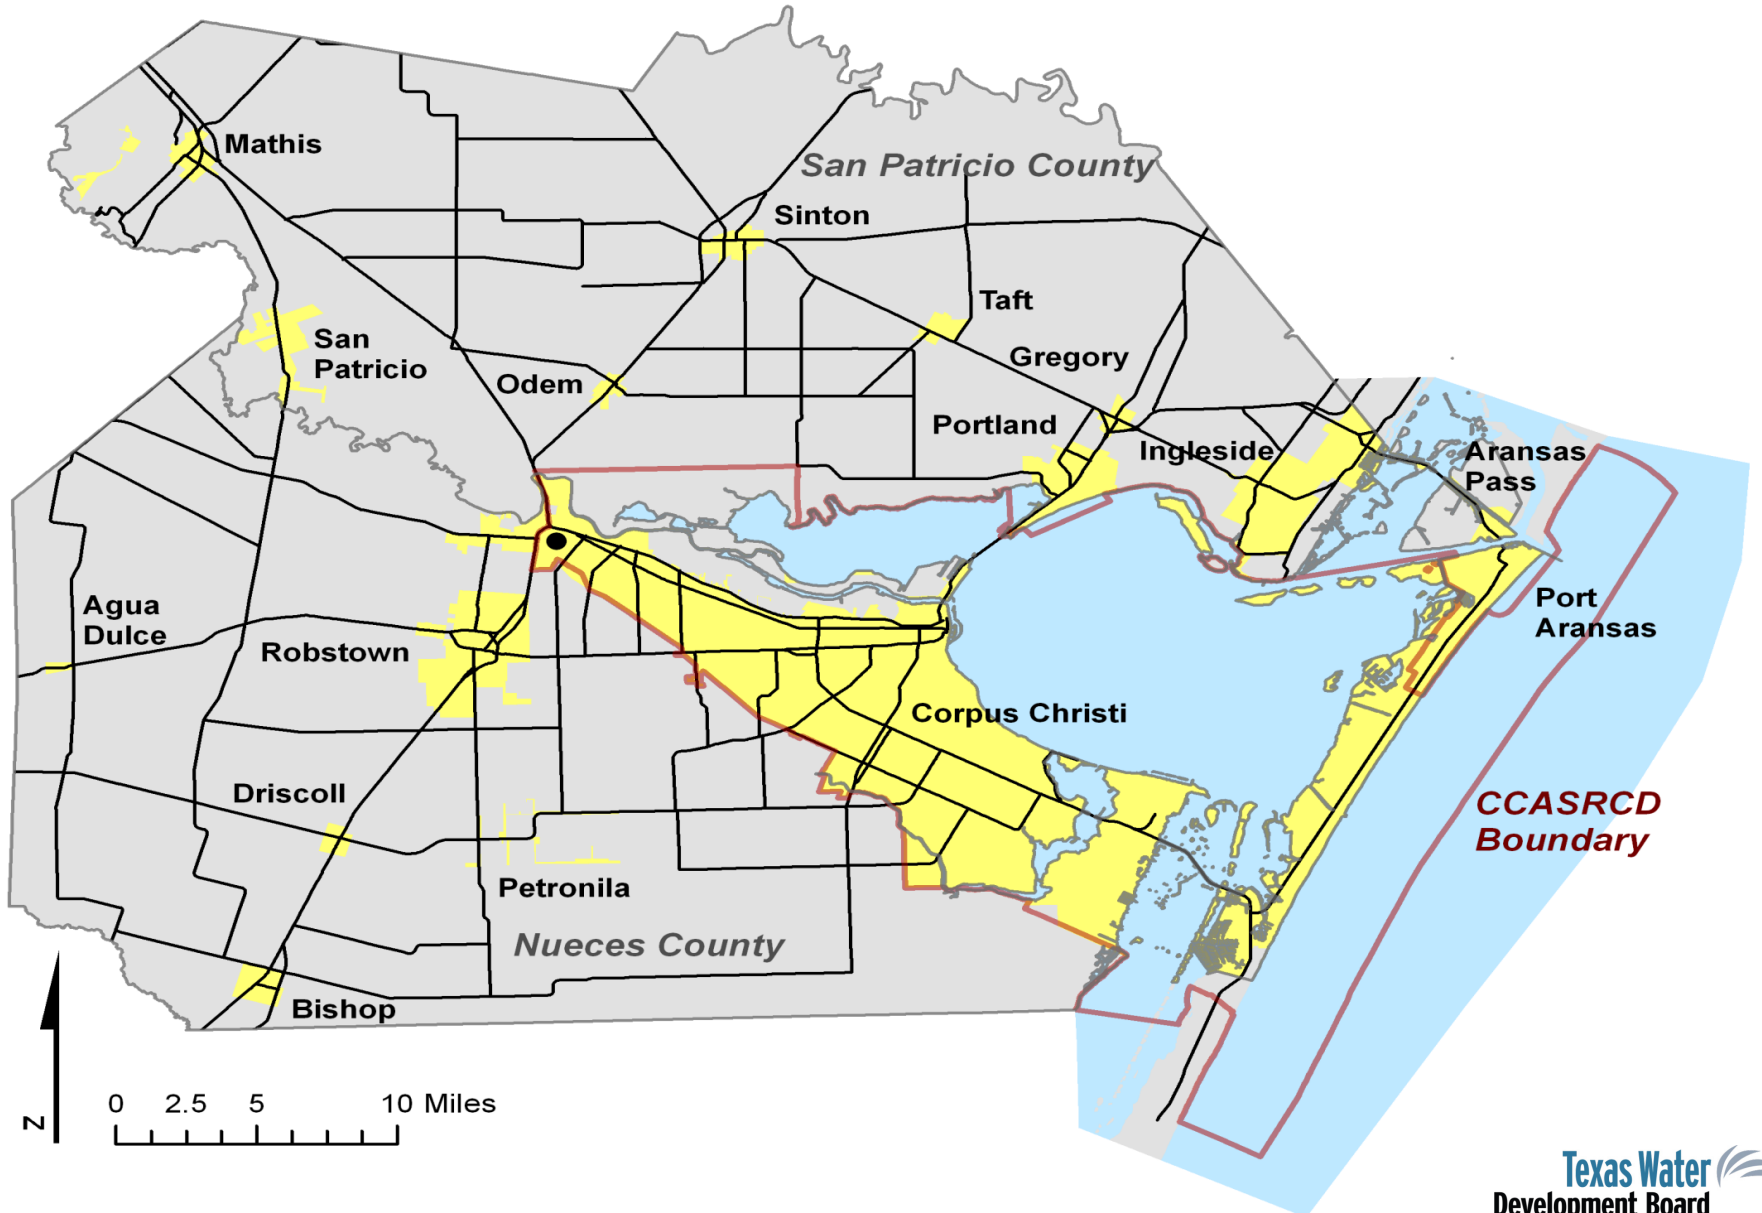 Mathis
San Patricio County
Sinton
Taft
San
Patricio
Gregory
Odem
Portland
Ingleside
Aransas
Pass
Agua
Dulce
Port
Aransas
Robstown
Corpus Christi
Driscoll
CCASRCD
Boundary
Petronila
Nueces County
Bishop
0 2.5 5 10 Miles
N
Texas Water
Development Board